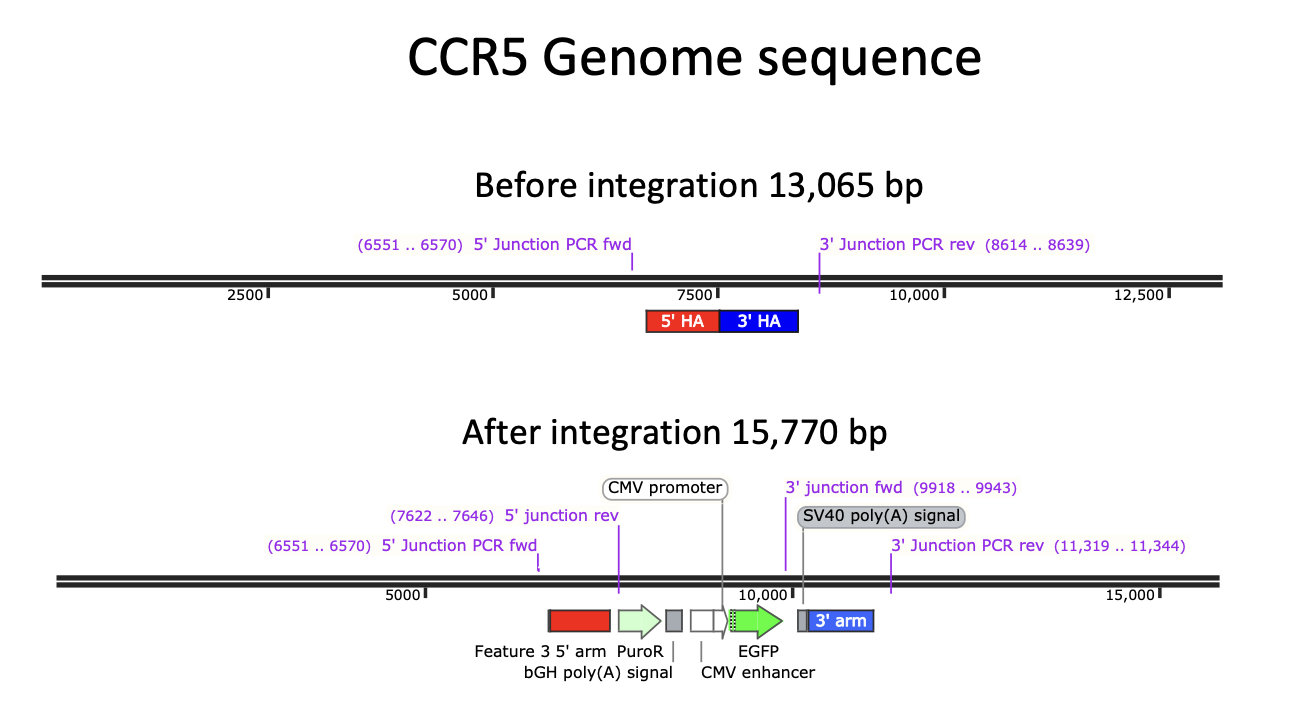 CCR5 Genome sequence
Before integration 13,065 bp
(6551 .. 6570) 5' Junction PCR fwd
3' Junction PCR rev (8614 .. 8639)
2500
5000
7500
10,000
12,500
5' HA
3' HA
After integration 15,770 bp
CMV promoter
3' junction fwd (9918 .. 9943)
(7622 .. 7646) 5' junction rev
SV40 poly(A) signal
(6551 .. 6570) 5' Junction PCR fwd
3' Junction PCR rev (11,319 .. 11,344)
5000
10,000
15,000
3' arm
Feature 3 5' arm PuroR
EGFP
bGH poly(A) signal
CMV enhancer